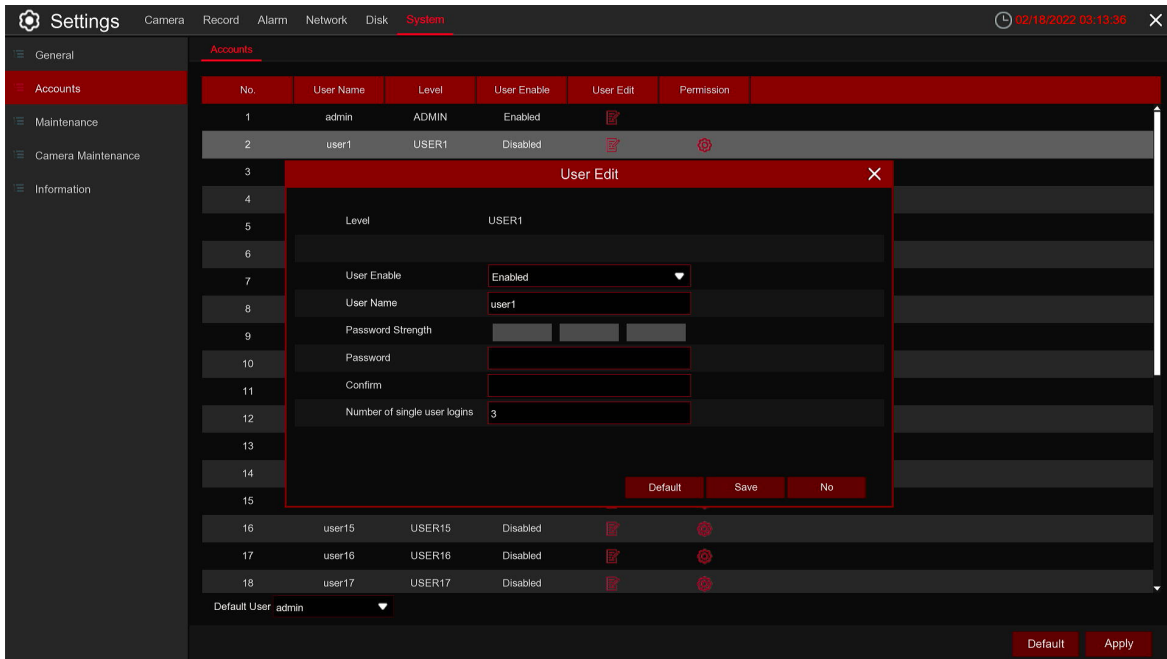 Settings Camera Record Alarm Network Disk System 02/18/2022 03:13:36
General
Accounts
Maintenance
Camera Maintenance
Information
Accounts
No. User Name Level User Enable User Edit Permission
1 admin ADMIN Enabled
2 user1 USER1 Disabled
3
4
5
6
7
8
9
10
11
12
13
14
15
16 user15 USER15 Disabled
17 user16 USER16 Disabled
18 user17 USER17 Disabled
User Edit
Level USER1
User Enable Enabled
User Name user1
Password Strength
Password
Confirm
Number of single user logins 3
Default Save No
Default User admin
Default Apply